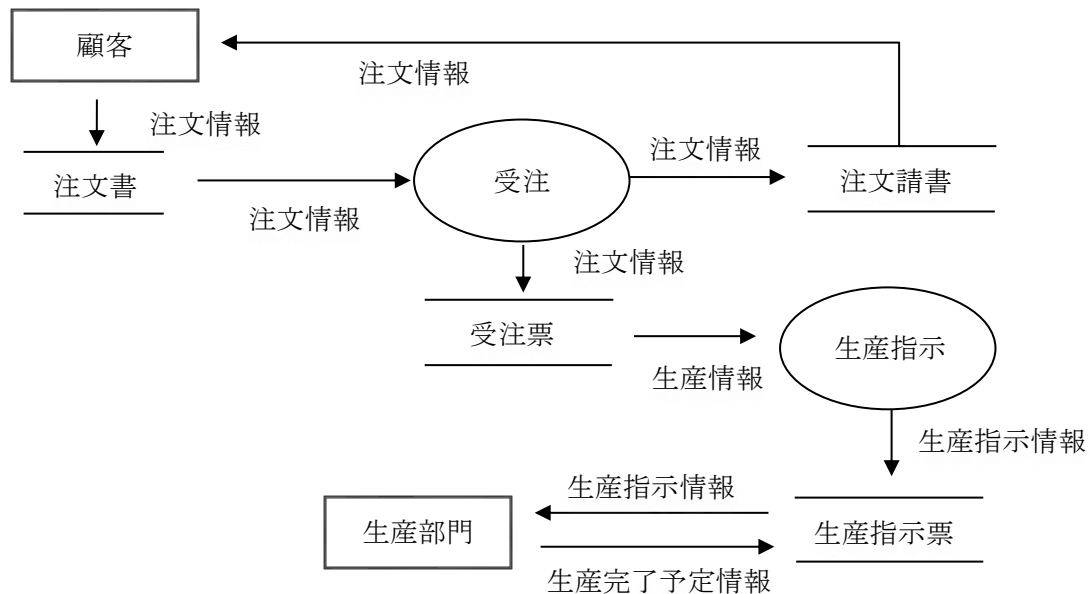 顧客
注文情報
注文情報
注文情報
受注
注文書
注文請書
注文情報
注文情報
受注票
生産指示
生産情報
生産指示情報
生産指示情報
生産部門
生産指示票
生産完了予定情報